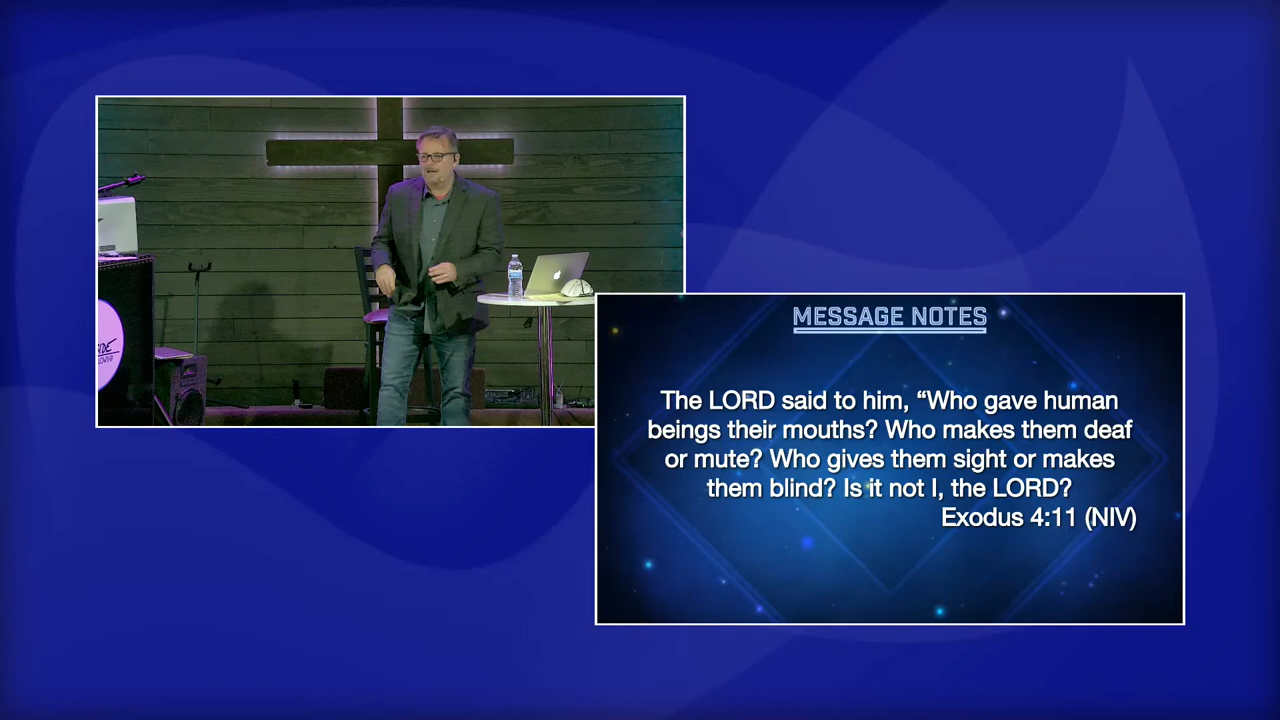 MESSAGE NOTES
The LORD said to him, “Who gave human
beings their mouths? Who makes them deaf
or mute? Who gives them sight or makes
them blind? Is it not I, the LORD?
Exodus 4:11 (NIV)